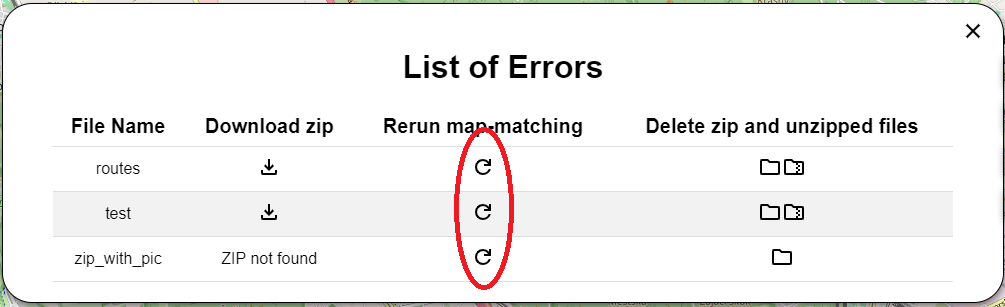 List of Errors
File Name Download zip Rerun map-matching Delete zip and unzipped files
routes
test
zip_with_pic ZIP not found